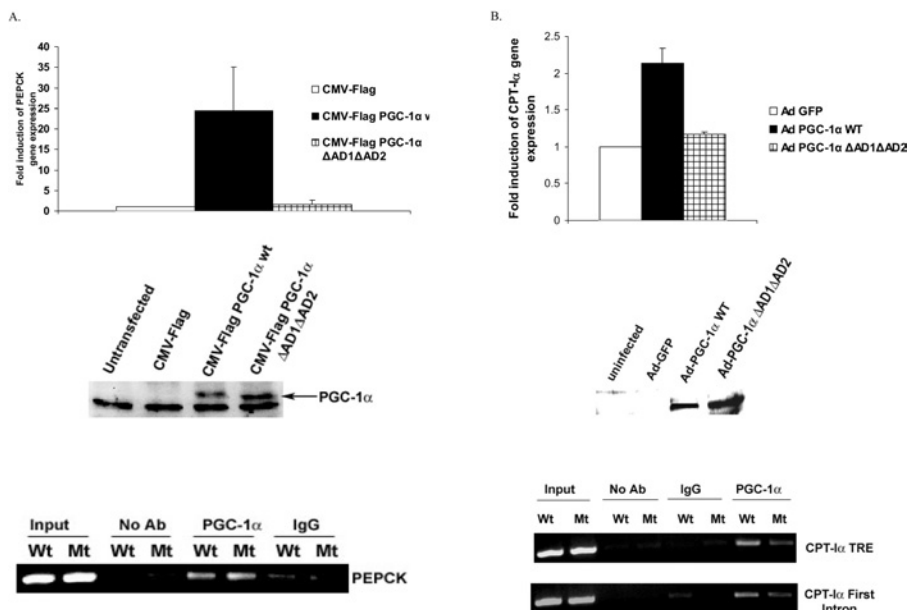 A.
Fold induction of PEPCK
gene expression
40
35
30
25
20
15
10
5
0
CMV-Flag
CMV-Flag PGC-1α v
CMV-Flag PGC-1α
ΔAD1ΔAD2
Untransfected
CMV-Flag
CMV-Flag PGC-1α wt
CMV-Flag PGC-1α
ΔAD1ΔAD2
PGC-1α
Input
No Ab
PGC-1α
IgG
Wt Mt Wt Mt Wt Mt Wt Mt
PEPCK
B.
Fold induction of CPT-Iα gene
expression
2.5
2
1.5
1
0.5
0
Ad GFP
Ad PGC-1α WT
Ad PGC-1α ΔAD1ΔAD2
uninfected
Ad-GFP
Ad-PGC-1α WT
Ad-PGC-1α ΔAD1ΔAD2
Input
No Ab
IgG
PGC-1α
Wt Mt Wt Mt Wt Mt Wt Mt
CPT-Iα TRE
CPT-Iα First
Intron